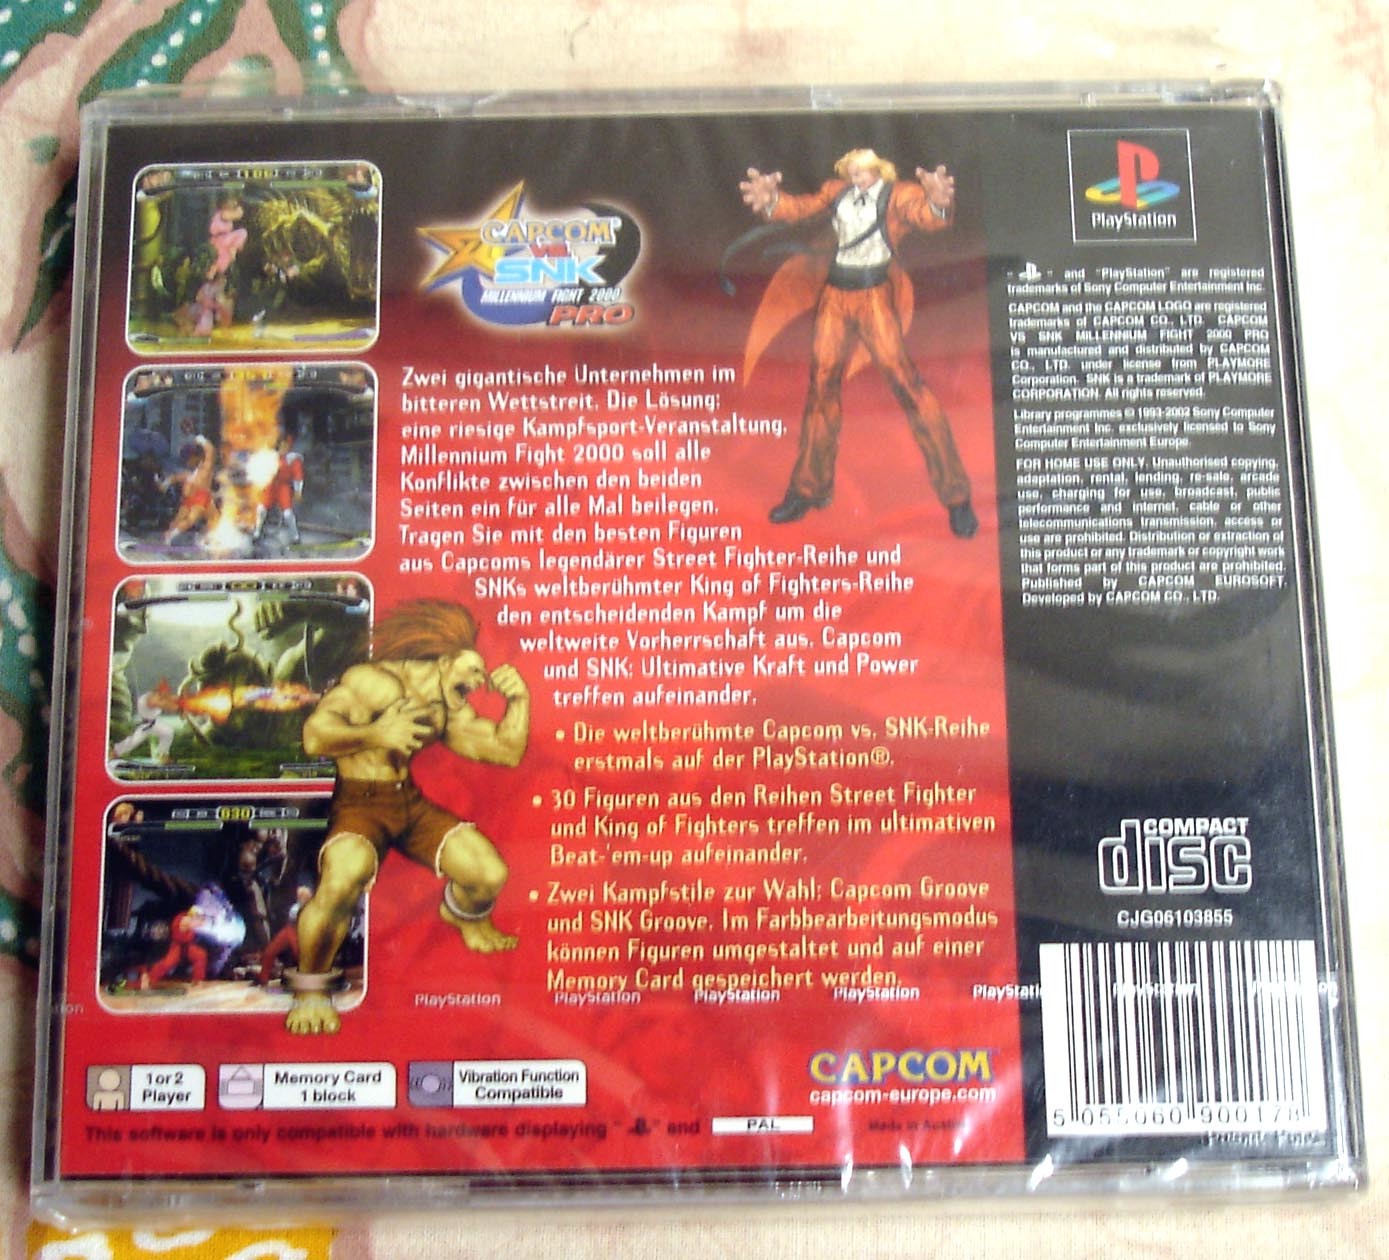 CAPCOM
VS
SNK
MILLENNIUM FIGHT 2000
PRO
Zwei gigantische Unternehmen im
bitteren Wettstreit. Die Lösung:
eine riesige Kampfsport-Veranstaltung.
Millennium Fight 2000 soll alle
Konflikte zwischen den beiden
Seiten ein für alle Mal beilegen.
Tragen Sie mit den besten Figuren
aus Capcoms legendärer Street Fighter-Reihe und
SNKs weltberühmter King of Fighters-Reihe
den entscheidenden Kampf um die
weltweite Vorherrschaft aus. Capcom
und SNK: Ultimative Kraft und Power
treffen aufeinander.
• Die weltberühmte Capcom vs. SNK-Reihe
erstmals auf der PlayStation®.
• 30 Figuren aus den Reihen Street Fighter
und King of Fighters treffen im ultimativen
Beat-'em-up aufeinander.
• Zwei Kampfstile zur Wahl: Capcom Groove
und SNK Groove. Im Farbbearbeitungsmodus
können Figuren umgestaltet und auf einer
Memory Card gespeichert werden.
PlayStation PlayStation PlayStation PlayStation PlayStation
1 or 2
Player
Memory Card
1 block
Vibration Function
Compatible
CAPCOM
capcom-europe.com
This software is only compatible with hardware displaying " " and PAL
Made in Austria
PlayStation
" " and "PlayStation" are registered
trademarks of Sony Computer Entertainment Inc.
CAPCOM and the CAPCOM LOGO are registered
trademarks of CAPCOM CO., LTD. CAPCOM
VS SNK MILLENNIUM FIGHT 2000 PRO
is manufactured and distributed by CAPCOM
CO., LTD. under license from PLAYMORE
Corporation. SNK is a trademark of PLAYMORE
CORPORATION. All rights reserved.
Library programmes © 1993-2002 Sony Computer
Entertainment Inc. exclusively licensed to Sony
Computer Entertainment Europe.
FOR HOME USE ONLY. Unauthorised copying,
adaptation, rental, lending, re-sale, arcade
use, charging for use, broadcast, public
performance and internet, cable or other
telecommunications transmission, access or
use are prohibited. Distribution or extraction of
this product or any trademark or copyright work
that forms part of this product are prohibited.
Published by CAPCOM EUROSOFT.
Developed by CAPCOM CO., LTD.
COMPACT
disc
CJG06103855
5 055060 900178